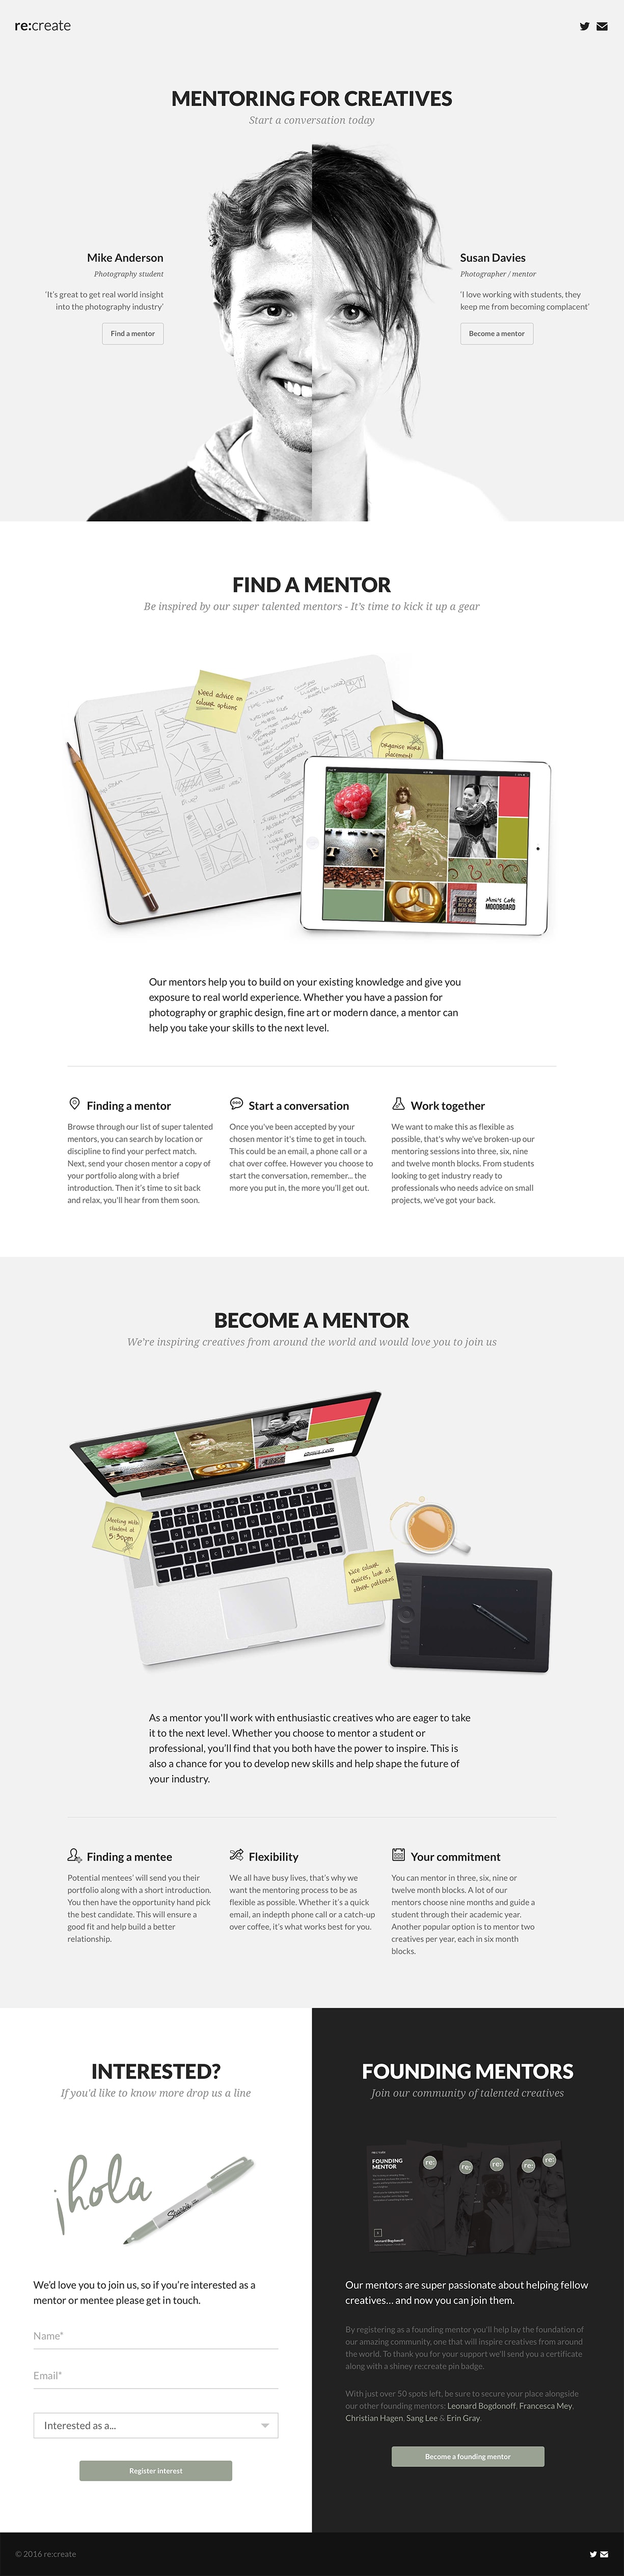 re:create
MENTORING FOR CREATIVES
Start a conversation today
Mike Anderson
Photography student
'It's great to get real world insight
into the photography industry'
Find a mentor
Susan Davies
Photographer / mentor
'I love working with students, they
keep me from becoming complacent'
Become a mentor
FIND A MENTOR
Be inspired by our super talented mentors - It's time to kick it up a gear
Need advice on
colour options
Organise work
placement!
T Y P
Mimi's Cafe
MOODBOARD
Our mentors help you to build on your existing knowledge and give you
exposure to real world experience. Whether you have a passion for
photography or graphic design, fine art or modern dance, a mentor can
help you take your skills to the next level.
Finding a mentor
Browse through our list of super talented
mentors, you can search by location or
discipline to find your perfect match.
Next, send your chosen mentor a copy of
your portfolio along with a brief
introduction. Then it's time to sit back
and relax, you'll hear from them soon.
Start a conversation
Once you've been accepted by your
chosen mentor it's time to get in touch.
This could be an email, a phone call or a
chat over coffee. However you choose to
start the conversation, remember... the
more you put in, the more you'll get out.
Work together
We want to make this as flexible as
possible, that's why we've broken-up our
mentoring sessions into three, six, nine
and twelve month blocks. From students
looking to get industry ready to
professionals who needs advice on small
projects, we've got your back.
BECOME A MENTOR
We're inspiring creatives from around the world and would love you to join us
Meeting with
student at
5:30pm
Nice colour
choices, look at
other patterns
As a mentor you'll work with enthusiastic creatives who are eager to take
it to the next level. Whether you choose to mentor a student or
professional, you'll find that you both have the power to inspire. This is
also a chance for you to develop new skills and help shape the future of
your industry.
Finding a mentee
Potential mentees' will send you their
portfolio along with a short introduction.
You then have the opportunity hand pick
the best candidate. This will ensure a
good fit and help build a better
relationship.
Flexibility
We all have busy lives, that's why we
want the mentoring process to be as
flexible as possible. Whether it's a quick
email, an indepth phone call or a catch-up
over coffee, it's what works best for you.
Your commitment
You can mentor in three, six, nine or
twelve month blocks. A lot of our
mentors choose nine months and guide a
student through their academic year.
Another popular option is to mentor two
creatives per year, each in six month
blocks.
INTERESTED?
If you'd like to know more drop us a line
¡hola
Sharpie
We'd love you to join us, so if you're interested as a
mentor or mentee please get in touch.
Name*
Email*
Interested as a...
Register interest
FOUNDING MENTORS
Join our community of talented creatives
FOUNDING
MENTOR
Leonard Bogdonoff
re:
re:
re:
re:
re:
Our mentors are super passionate about helping fellow
creatives... and now you can join them.
By registering as a founding mentor you'll help lay the foundation of
our amazing community, one that will inspire creatives from around
the world. To thank you for your support we'll send you a certificate
along with a shiney re:create pin badge.
With just over 50 spots left, be sure to secure your place alongside
our other founding mentors: Leonard Bogdonoff, Francesca Mey,
Christian Hagen, Sang Lee & Erin Gray.
Become a founding mentor
© 2016 re:create